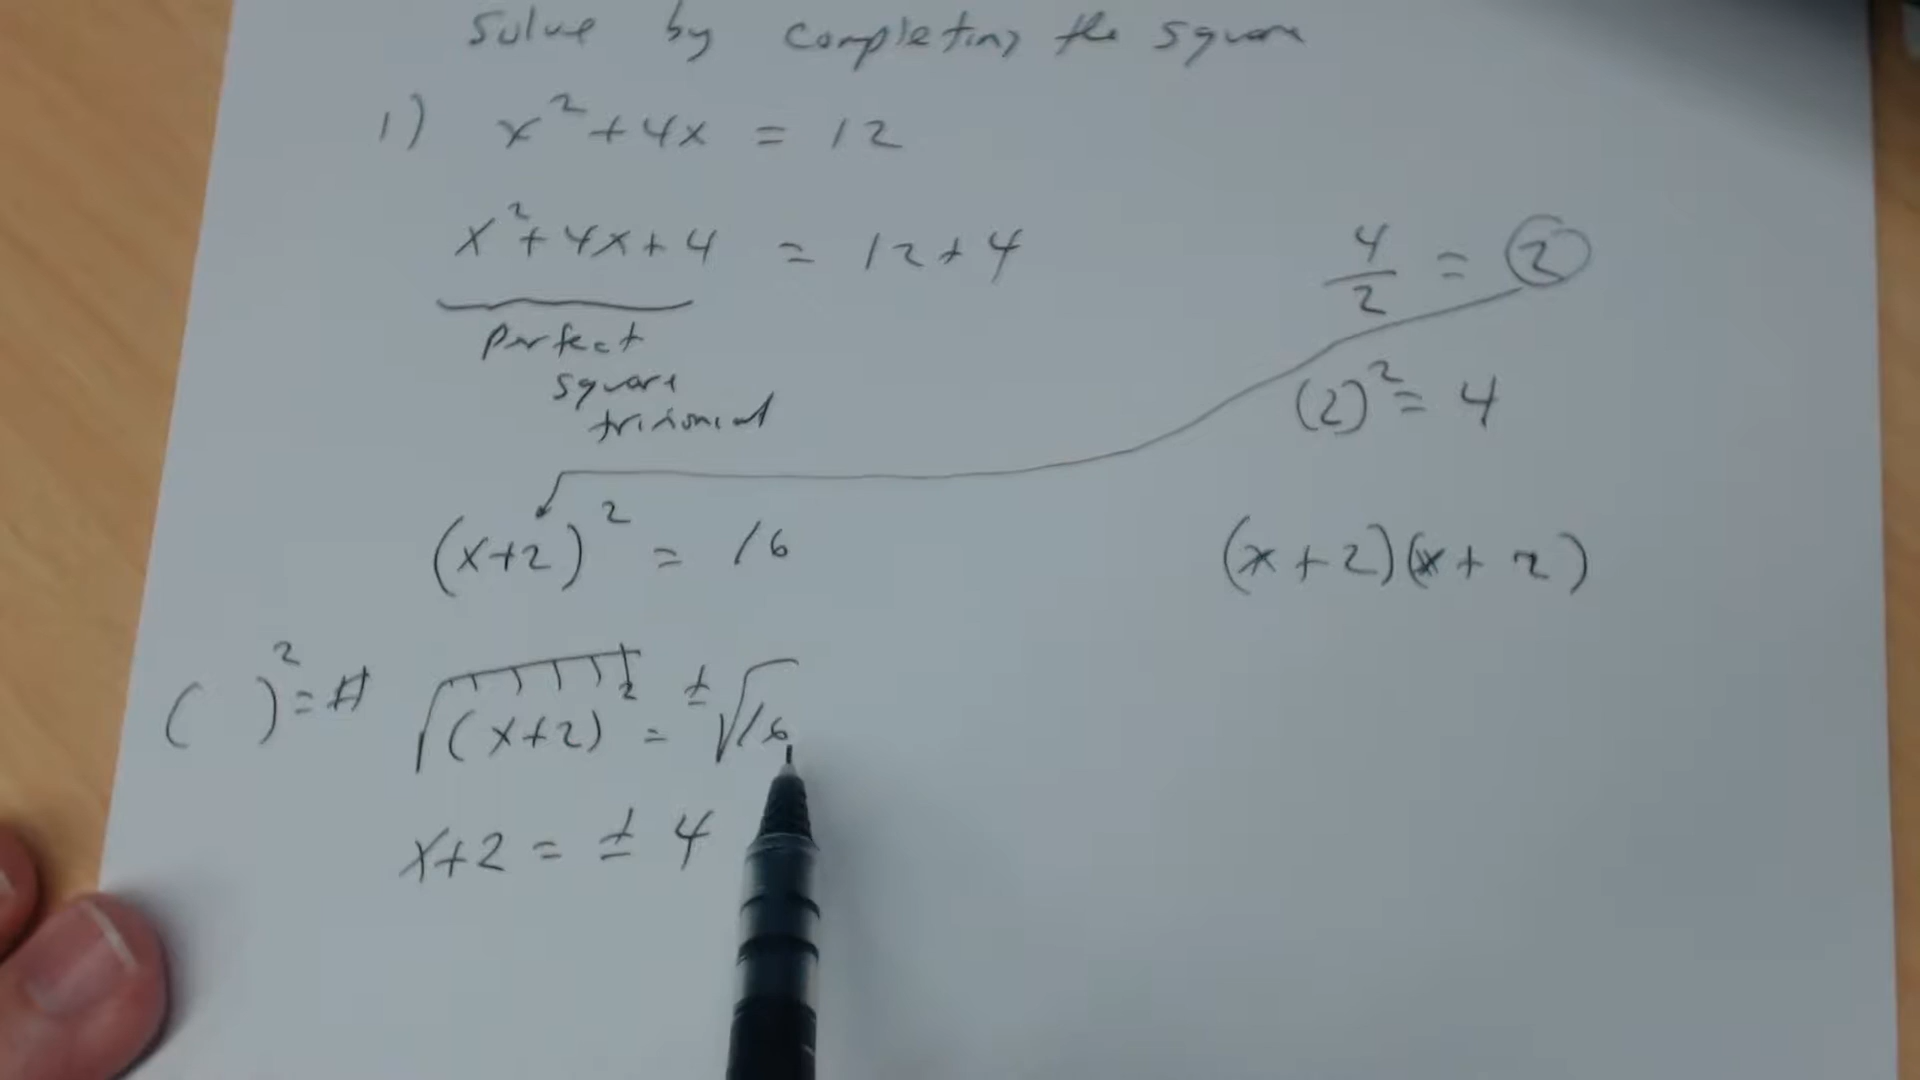 Solve by completing the square
1) x² + 4x = 12
x² + 4x + 4 = 12 + 4
perfect
square
trinomial
4/2 = 2
(2)² = 4
(x+2)² = 16
(x + 2)(x + 2)
( )² = #
√(x+2)² = ±√16
x+2 = ± 4